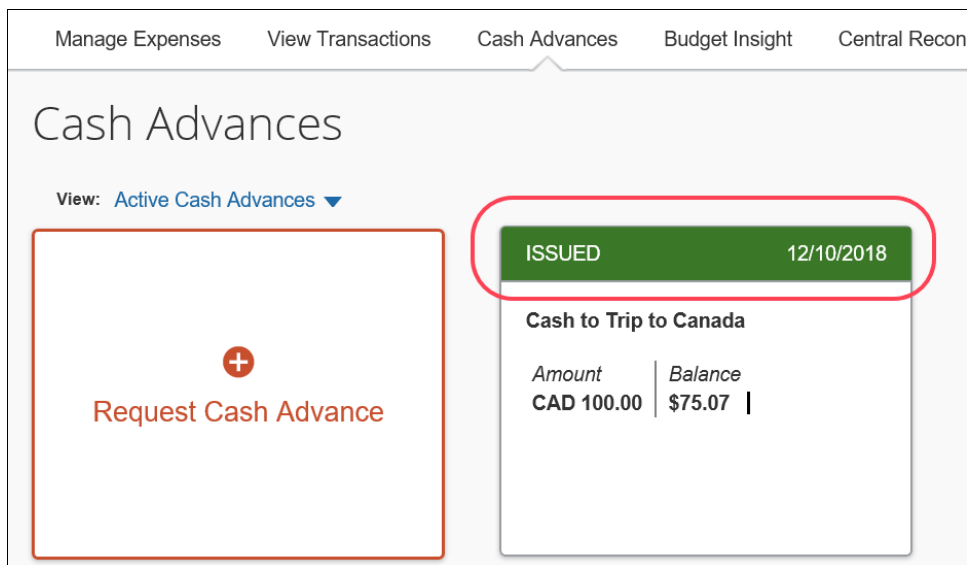 Manage Expenses View Transactions Cash Advances Budget Insight Central Recon
Cash Advances
View: Active Cash Advances
Request Cash Advance
ISSUED 12/10/2018
Cash to Trip to Canada
Amount Balance
CAD 100.00 $75.07